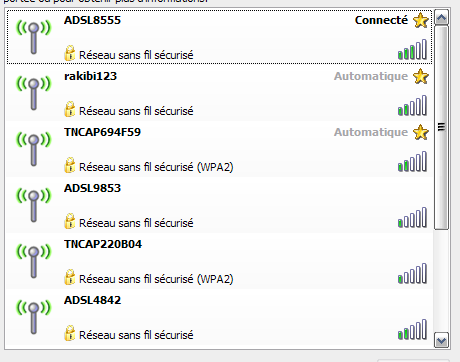 portée ou pour obtenir plus d'informations.
ADSL8555 Connecté
Réseau sans fil sécurisé
rakibi123 Automatique
Réseau sans fil sécurisé
TNCAP694F59 Automatique
Réseau sans fil sécurisé (WPA2)
ADSL9853
Réseau sans fil sécurisé
TNCAP220B04
Réseau sans fil sécurisé (WPA2)
ADSL4842
Réseau sans fil sécurisé